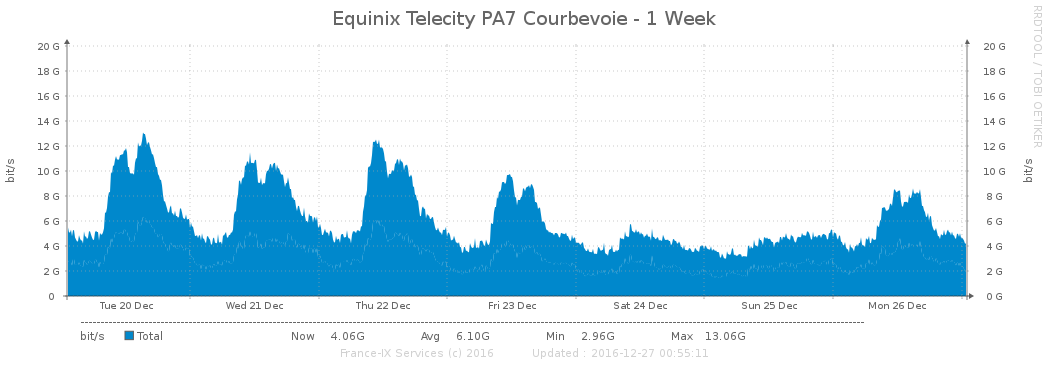 Equinix Telecity PA7 Courbevoie - 1 Week
RRDTOOL / TOBI OETIKER
20 G 20 G
18 G 18 G
16 G 16 G
14 G 14 G
12 G 12 G
10 G 10 G
8 G 8 G
6 G 6 G
4 G 4 G
2 G 2 G
0 0 G
bit/s
bit/s
Tue 20 Dec Wed 21 Dec Thu 22 Dec Fri 23 Dec Sat 24 Dec Sun 25 Dec Mon 26 Dec
bit/s Total Now 4.06G Avg 6.10G Min 2.96G Max 13.06G
France-IX Services (c) 2016 Updated : 2016-12-27 00:55:11